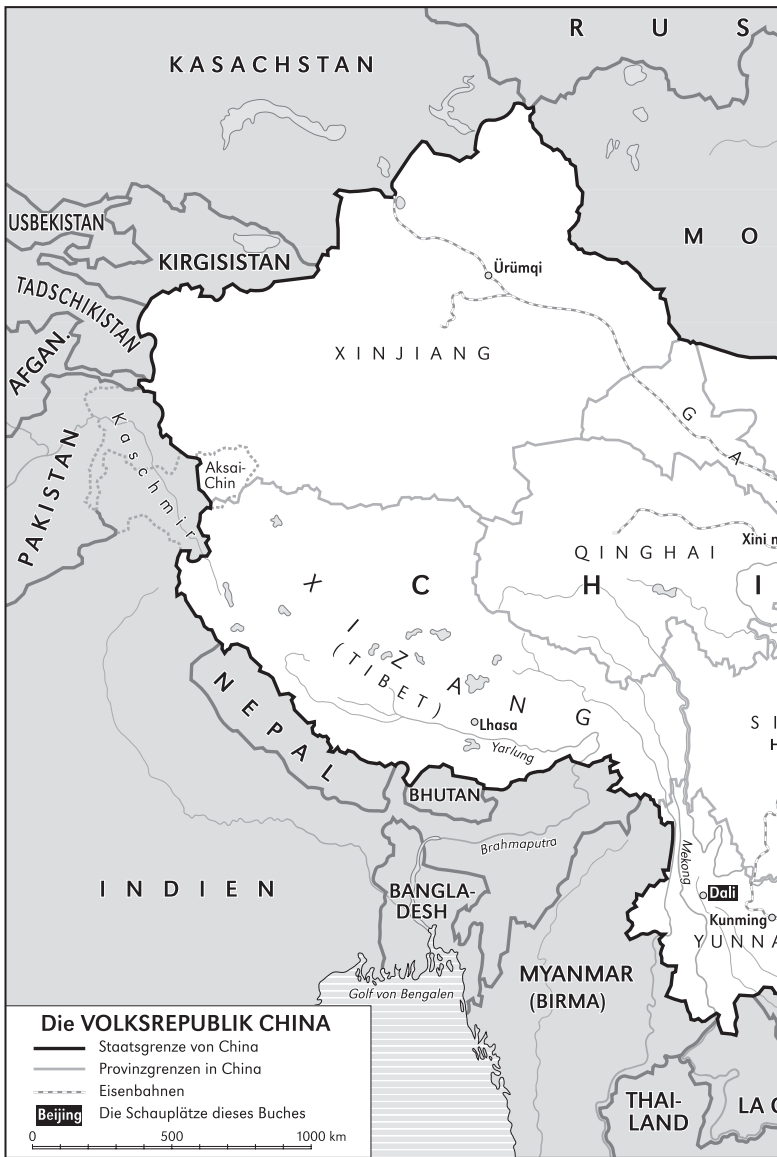 R U S
KASACHSTAN
USBEKISTAN
M O
KIRGISISTAN
Ürümqi
TADSCHIKISTAN
XINJIANG
AFGAN.
G A
Kaschmir
PAKISTAN
Aksai-
Chin
Xini n
QINGHAI
C H I
XIZANG
(TIBET)
NEPAL
Lhasa
Yarlung
S I
H
BHUTAN
Brahmaputra
Mekong
INDIEN
BANGLA-
DESH
Dali
Kunming
YUNNA
MYANMAR
(BIRMA)
Golf von Bengalen
Die VOLKSREPUBLIK CHINA
Staatsgrenze von China
Provinzgrenzen in China
Eisenbahnen
Beijing Die Schauplätze dieses Buches
0 500 1000 km
THAI-
LAND
LA O